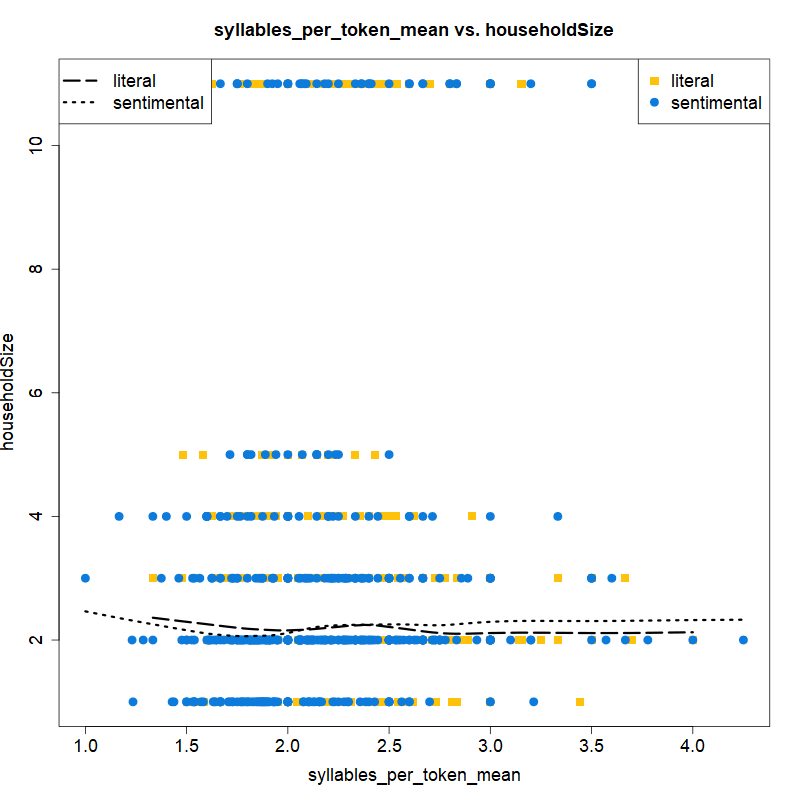 syllables_per_token_mean vs. householdSize
literal
sentimental
literal
sentimental
householdSize
10
8
6
4
2
1.0 1.5 2.0 2.5 3.0 3.5 4.0
syllables_per_token_mean